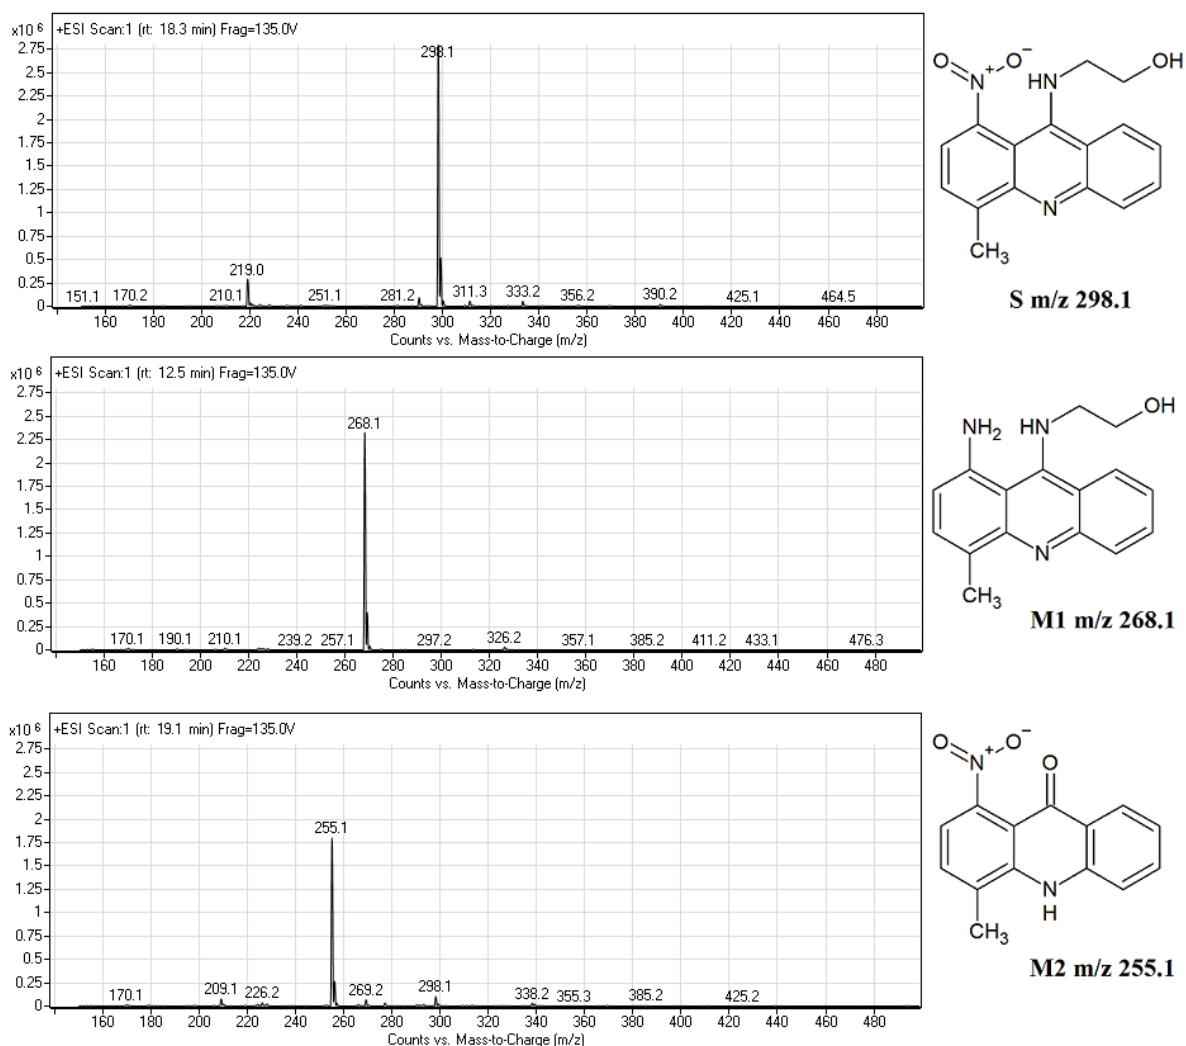 x10 6 +ESI Scan:1 (rt: 18.3 min) Frag=135.0V
2.75
2.5
2.25
2
1.75
1.5
1.25
1
0.75
0.5
0.25
0
298.1
219.0
151.1 170.2 210.1 251.1 281.2 311.3 333.2 356.2 390.2 425.1 464.5
160 180 200 220 240 260 280 300 320 340 360 380 400 420 440 460 480
Counts vs. Mass-to-Charge (m/z)
O N+ O− HN OH
N
CH3
S m/z 298.1
x10 6 +ESI Scan:1 (rt: 12.5 min) Frag=135.0V
2.75
2.5
2.25
2
1.75
1.5
1.25
1
0.75
0.5
0.25
0
268.1
170.1 190.1 210.1 239.2 257.1 297.2 326.2 357.1 385.2 411.2 433.1 476.3
160 180 200 220 240 260 280 300 320 340 360 380 400 420 440 460 480
Counts vs. Mass-to-Charge (m/z)
NH2 HN OH
N
CH3
M1 m/z 268.1
x10 6 +ESI Scan:1 (rt: 19.1 min) Frag=135.0V
2.75
2.5
2.25
2
1.75
1.5
1.25
1
0.75
0.5
0.25
0
255.1
170.1 209.1 226.2 269.2 298.1 338.2 355.3 385.2 425.2
160 180 200 220 240 260 280 300 320 340 360 380 400 420 440 460 480
Counts vs. Mass-to-Charge (m/z)
O N+ O− O
N
H
CH3
M2 m/z 255.1